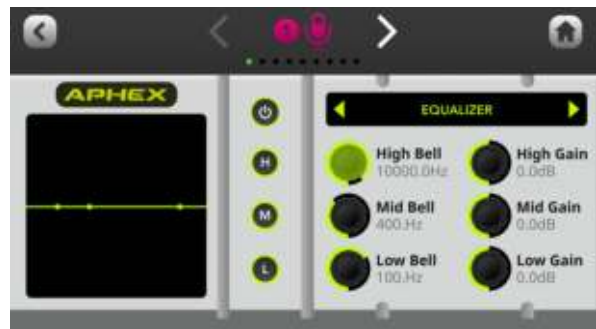 1
APHEX
EQUALIZER
H
M
L
High Bell
10000.0Hz
High Gain
0.0dB
Mid Bell
400.Hz
Mid Gain
0.0dB
Low Bell
100.Hz
Low Gain
0.0dB